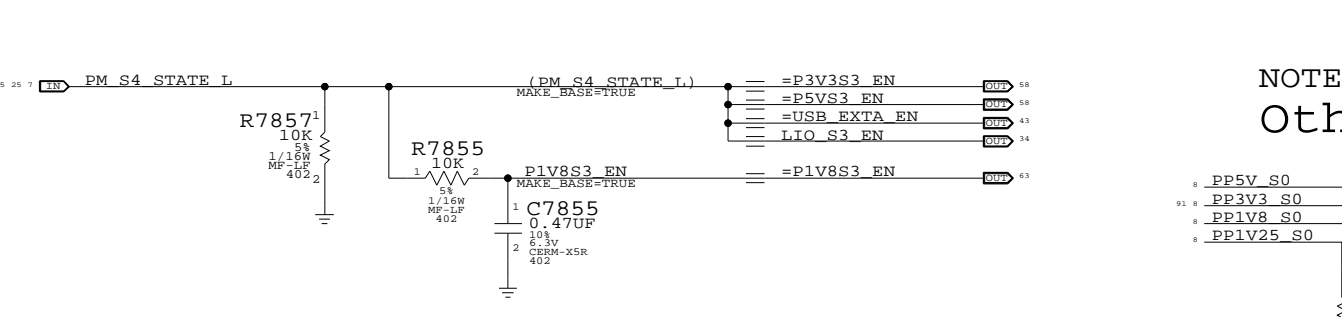 5 25 7 IN PM_S4_STATE_L
(PM_S4_STATE_L)
MAKE_BASE=TRUE
=P3V3S3_EN OUT 58
=P5VS3_EN OUT 58
=USB_EXTA_EN OUT 43
LIO_S3_EN OUT 34
R7857 1
10K
5%
1/16W
MF-LF
402 2
R7855
10K
1 2
5%
1/16W
MF-LF
402
P1V8S3_EN
MAKE_BASE=TRUE
=P1V8S3_EN OUT 63
1 C7855
0.47UF
10%
2 6.3V
CERM-X5R
402
NOTE
Oth
8 PP5V_S0
91 8 PP3V3_S0
8 PP1V8_S0
8 PP1V25_S0